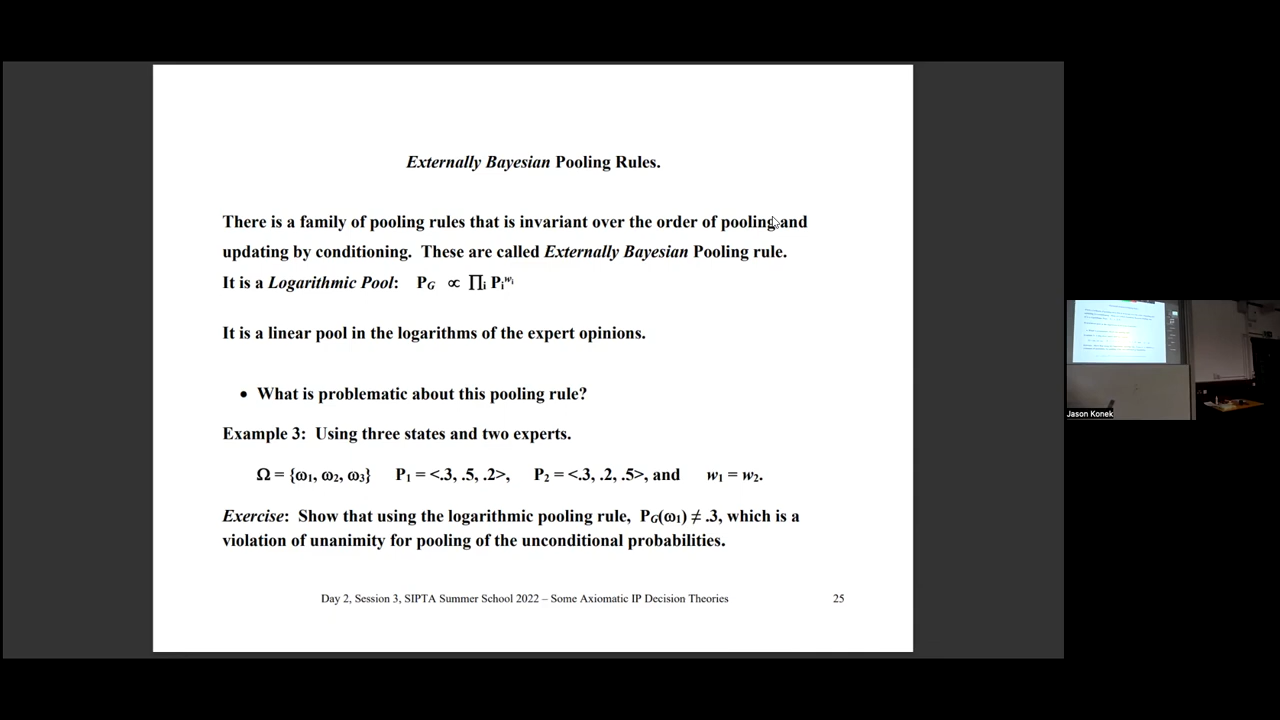 Externally Bayesian Pooling Rules.
There is a family of pooling rules that is invariant over the order of pooling and
updating by conditioning. These are called Externally Bayesian Pooling rule.
It is a Logarithmic Pool: P_G ∝ ∏_i P_i^{w_i}
It is a linear pool in the logarithms of the expert opinions.
• What is problematic about this pooling rule?
Example 3: Using three states and two experts.
Ω = {ω₁, ω₂, ω₃} P₁ = <.3, .5, .2>, P₂ = <.3, .2, .5>, and w₁ = w₂.
Exercise: Show that using the logarithmic pooling rule, P_G(ω₁) ≠ .3, which is a
violation of unanimity for pooling of the unconditional probabilities.
Day 2, Session 3, SIPTA Summer School 2022 – Some Axiomatic IP Decision Theories
25
Jason Konek